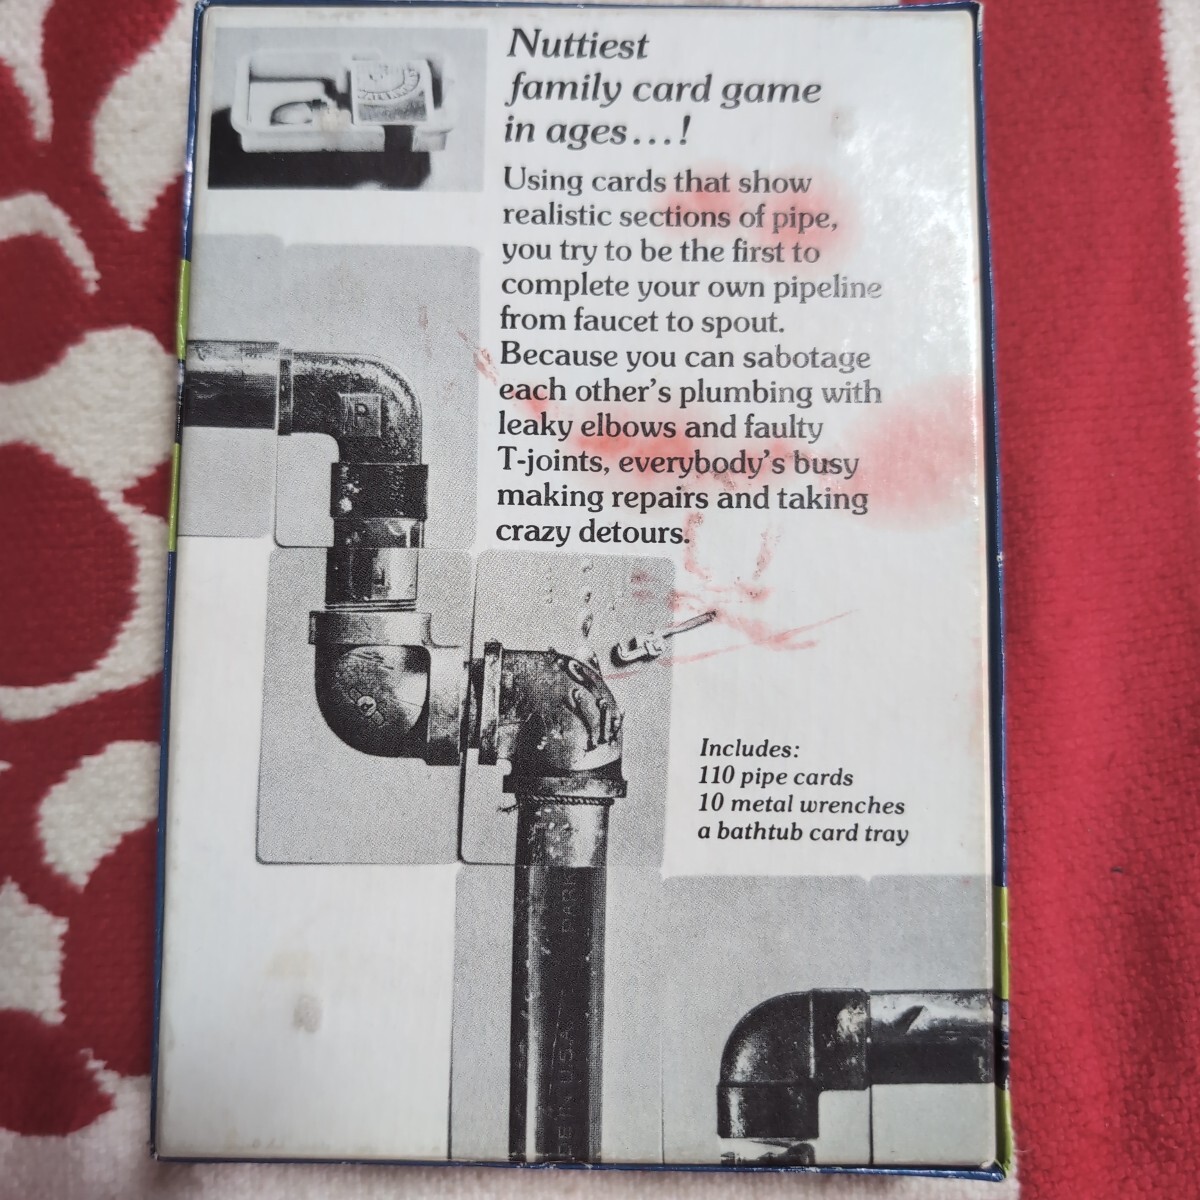 Nuttiest
family card game
in ages...!
Using cards that show
realistic sections of pipe,
you try to be the first to
complete your own pipeline
from faucet to spout.
Because you can sabotage
each other's plumbing with
leaky elbows and faulty
T-joints, everybody's busy
making repairs and taking
crazy detours.
Includes:
110 pipe cards
10 metal wrenches
a bathtub card tray
DE IN U.S.A.